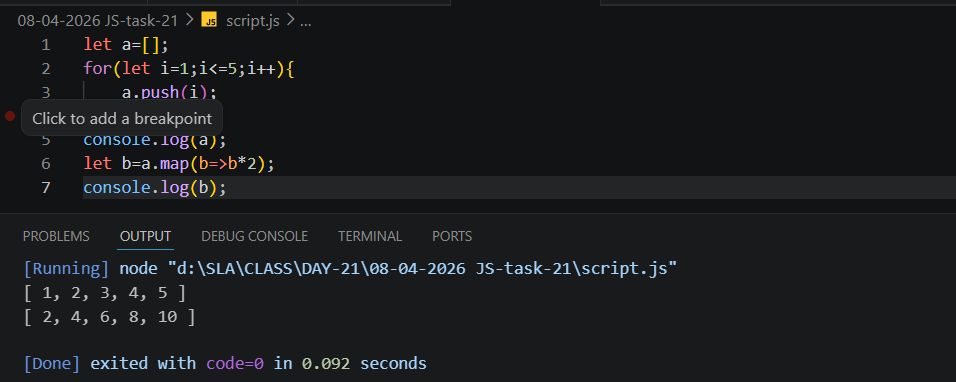 08-04-2026 JS-task-21 > JS script.js > ...
1 let a=[];
2 for(let i=1;i<=5;i++){
3 a.push(i);
Click to add a breakpoint
5 console.log(a);
6 let b=a.map(b=>b*2);
7 console.log(b);
PROBLEMS OUTPUT DEBUG CONSOLE TERMINAL PORTS
[Running] node "d:\SLA\CLASS\DAY-21\08-04-2026 JS-task-21\script.js"
[ 1, 2, 3, 4, 5 ]
[ 2, 4, 6, 8, 10 ]
[Done] exited with code=0 in 0.092 seconds